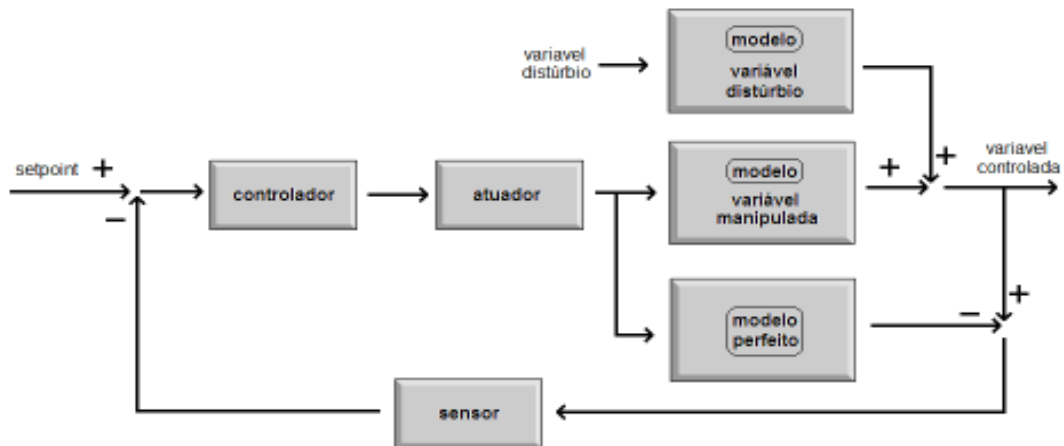 modelo
variavel
distúrbio
variável
distúrbio
setpoint +
+
variavel
controlada
controlador
atuador
modelo
variável
manipulada
+
−
+
−
modelo
perfeito
sensor